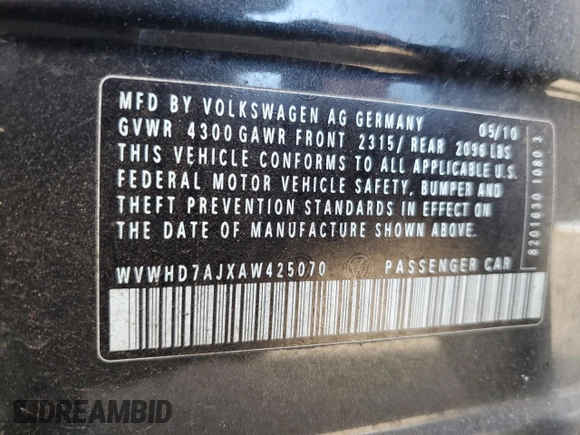 MFD BY VOLKSWAGEN AG GERMANY 05/10
GVWR 4300 GAWR FRONT 2315/ REAR 2096 LBS
THIS VEHICLE CONFORMS TO ALL APPLICABLE U.S.
FEDERAL MOTOR VEHICLE SAFETY, BUMPER AND
THEFT PREVENTION STANDARDS IN EFFECT ON
THE DATE OF MANUFACTURE SHOWN ABOVE.
WVWHD7AJXAW425070 PASSENGER CAR
8201630 1080 3
DREAMBID